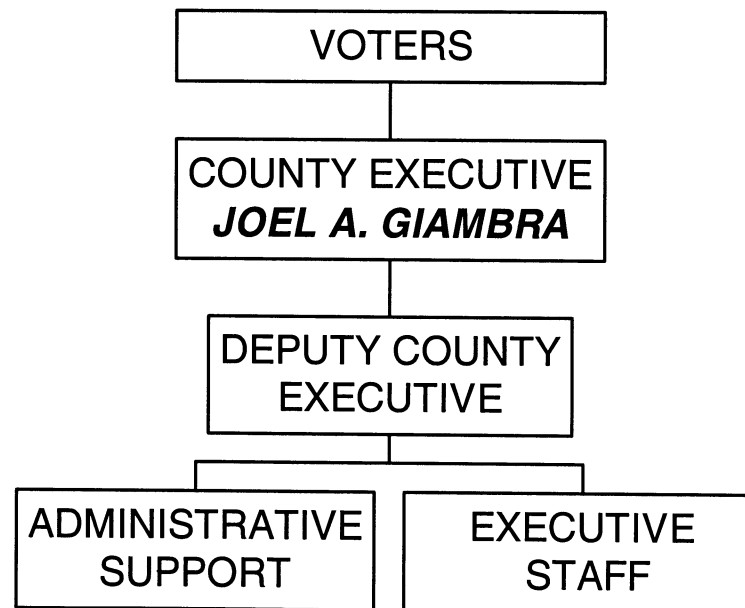 VOTERS
COUNTY EXECUTIVE
JOEL A. GIAMBRA
DEPUTY COUNTY
EXECUTIVE
ADMINISTRATIVE
SUPPORT
EXECUTIVE
STAFF